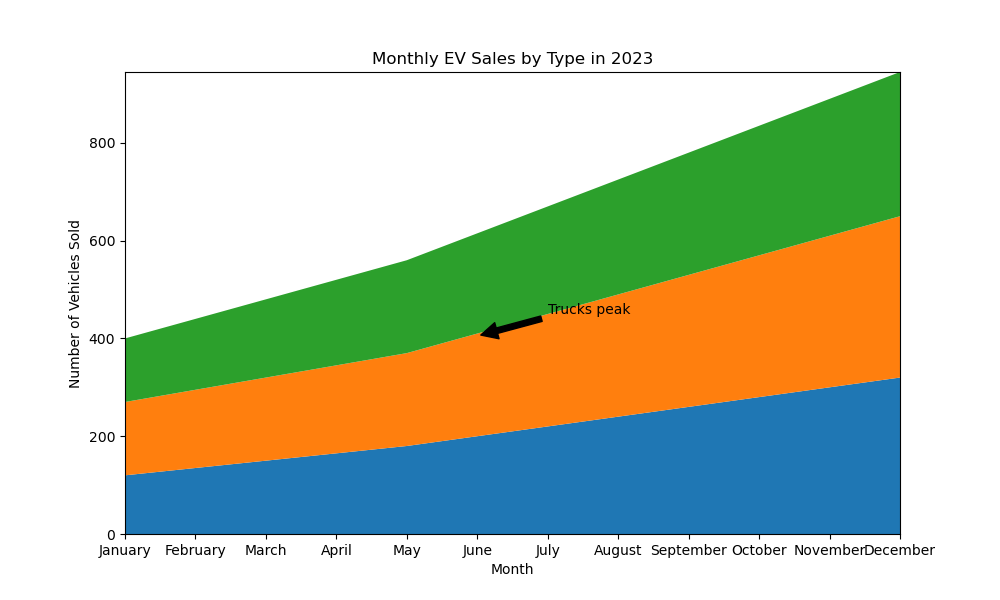 Monthly EV Sales by Type in 2023
Number of Vehicles Sold
800
600
400
200
0
Trucks peak
January February March April May June July August September October November December
Month